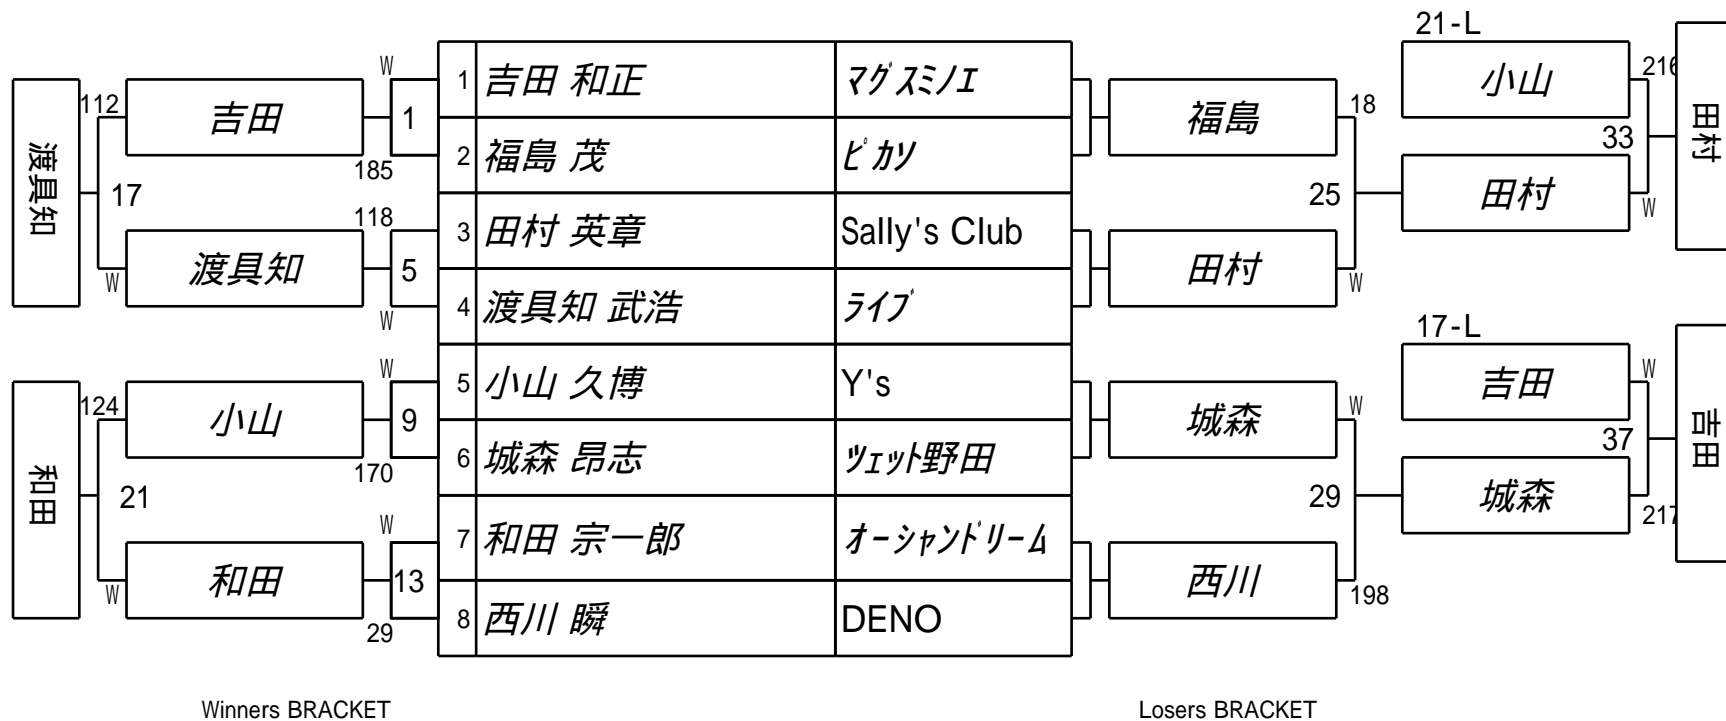 21-L
W
1 吉田 和正 マグスミノエ
小山 216
112 吉田 1
福島 18
田村
2 福島 茂 ピカソ
33
185
渡具知
17
25
田村
W
118
3 田村 英章 Sally's Club
渡具知 5
田村
W
W
4 渡具知 武浩 ライブ
W
17-L
W
5 小山 久博 Y's
吉田 W
124 小山 9
城森 W
吉田
6 城森 昂志 ツェット野田
37
170
和田
21
29
城森
217
W
7 和田 宗一郎 オーシャンドリーム
和田 13
西川
W
198
8 西川 瞬 DENO
29
Winners BRACKET
Losers BRACKET